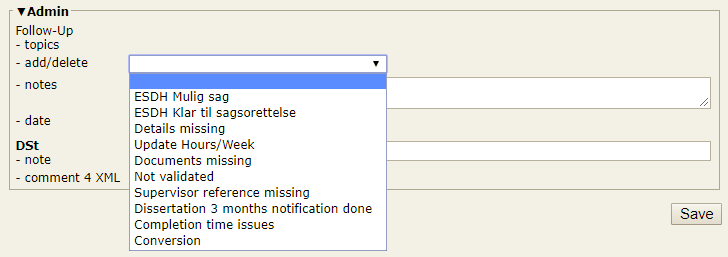 ▼Admin
Follow-Up
- topics
- add/delete
ESDH Mulig sag
ESDH Klar til sagsorettelse
Details missing
Update Hours/Week
Documents missing
Not validated
Supervisor reference missing
Dissertation 3 months notification done
Completion time issues
Conversion
- notes
- date
DSt
- note
- comment 4 XML
Save